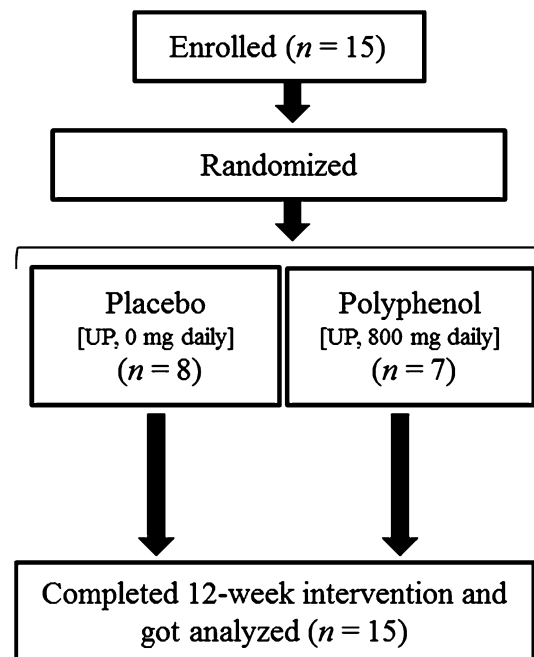 Enrolled (n = 15)
Randomized
Placebo
[UP, 0 mg daily]
(n = 8)
Polyphenol
[UP, 800 mg daily]
(n = 7)
Completed 12-week intervention and
got analyzed (n = 15)